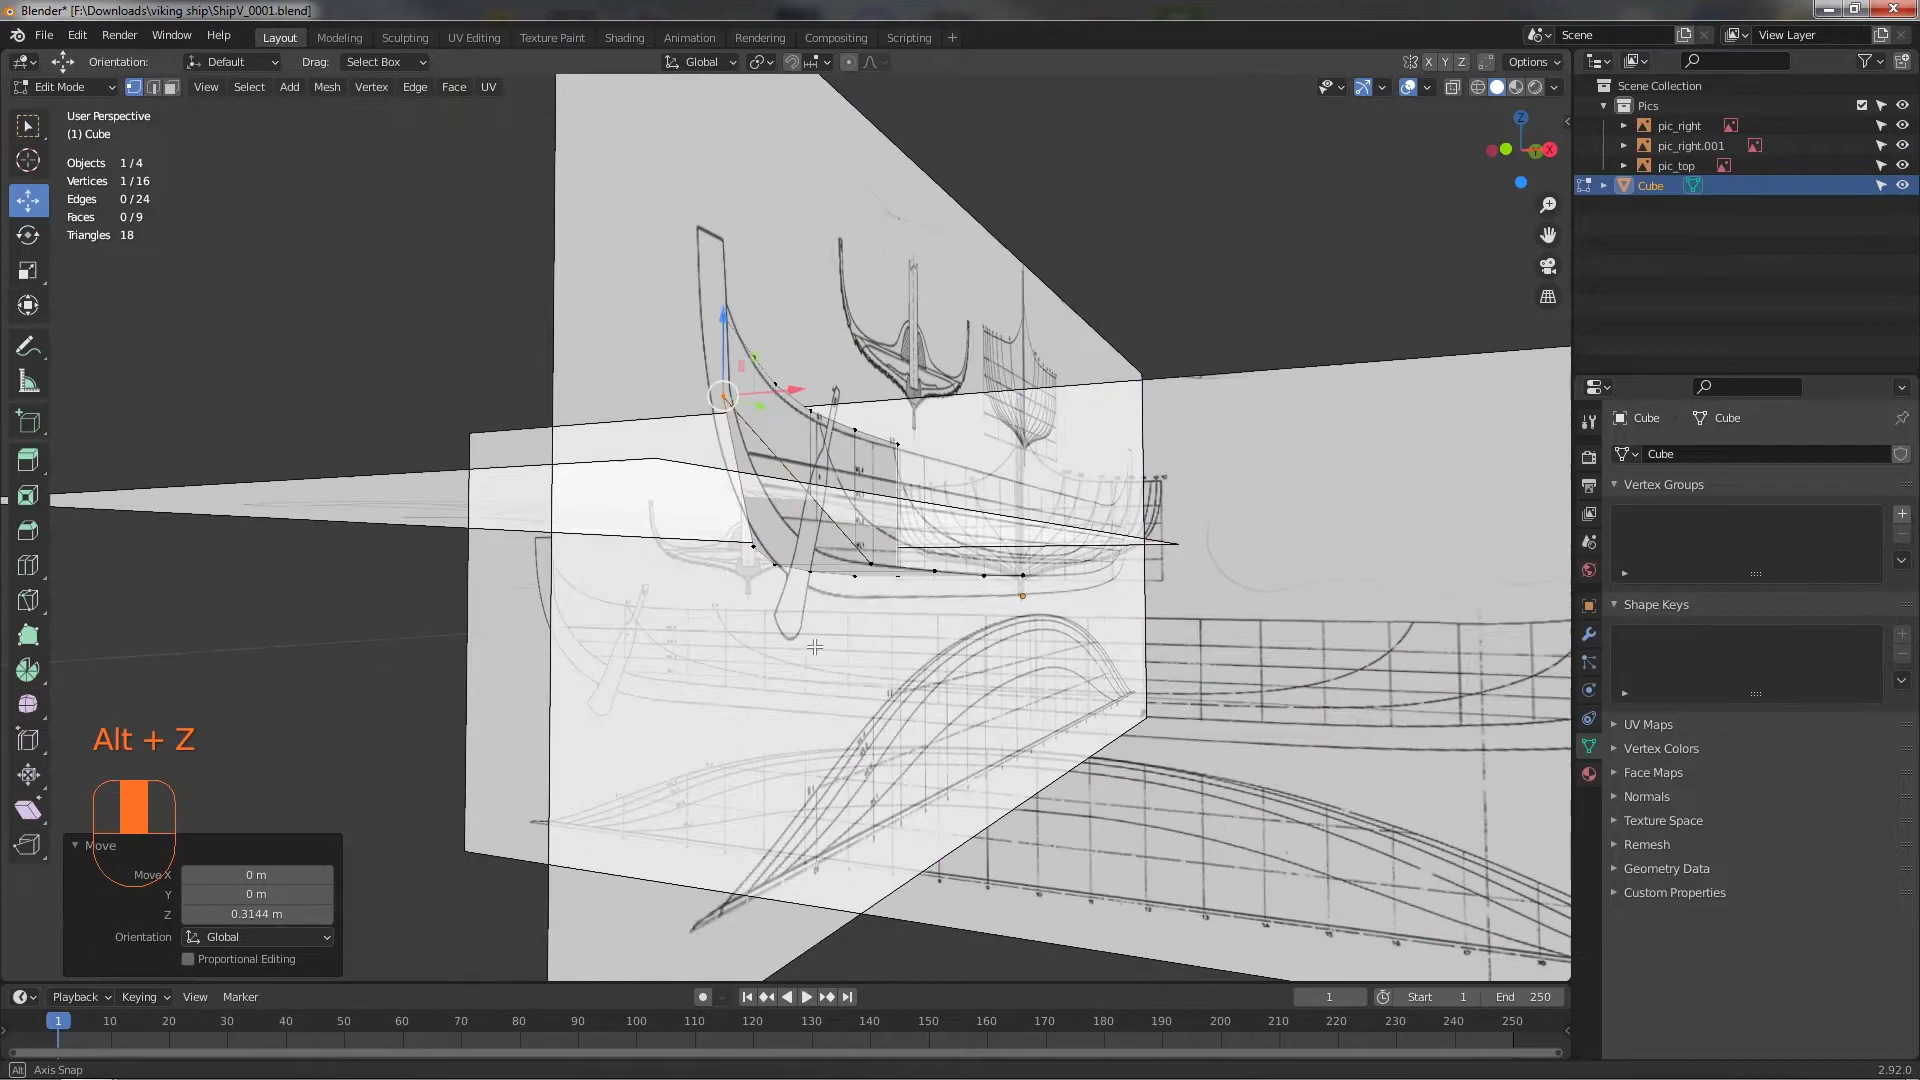 Blender* [F:\Downloads\viking ship\ShipV_0001.blend]
File Edit Render Window Help
Layout Modeling Sculpting UV Editing Texture Paint Shading Animation Rendering Compositing Scripting
Scene
View Layer
Orientation: Default Drag: Select Box
Global
X Y Z Options
Edit Mode View Select Add Mesh Vertex Edge Face UV
User Perspective
(1) Cube
Objects 1 / 4
Vertices 1 / 16
Edges 0 / 24
Faces 0 / 9
Triangles 18
Z
X
Y
Scene Collection
Pics
pic_right
pic_right.001
pic_top
Cube
Cube Cube
Cube
Vertex Groups
Shape Keys
UV Maps
Vertex Colors
Face Maps
Normals
Texture Space
Remesh
Geometry Data
Custom Properties
Alt + Z
Move
Move X 0 m
Y 0 m
Z 0.3144 m
Orientation Global
Proportional Editing
Playback Keying View Marker
1 Start 1 End 250
1 10 20 30 40 50 60 70 80 90 100 110 120 130 140 150 160 170 180 190 200 210 220 230 240 250
Alt Axis Snap
2.92.0